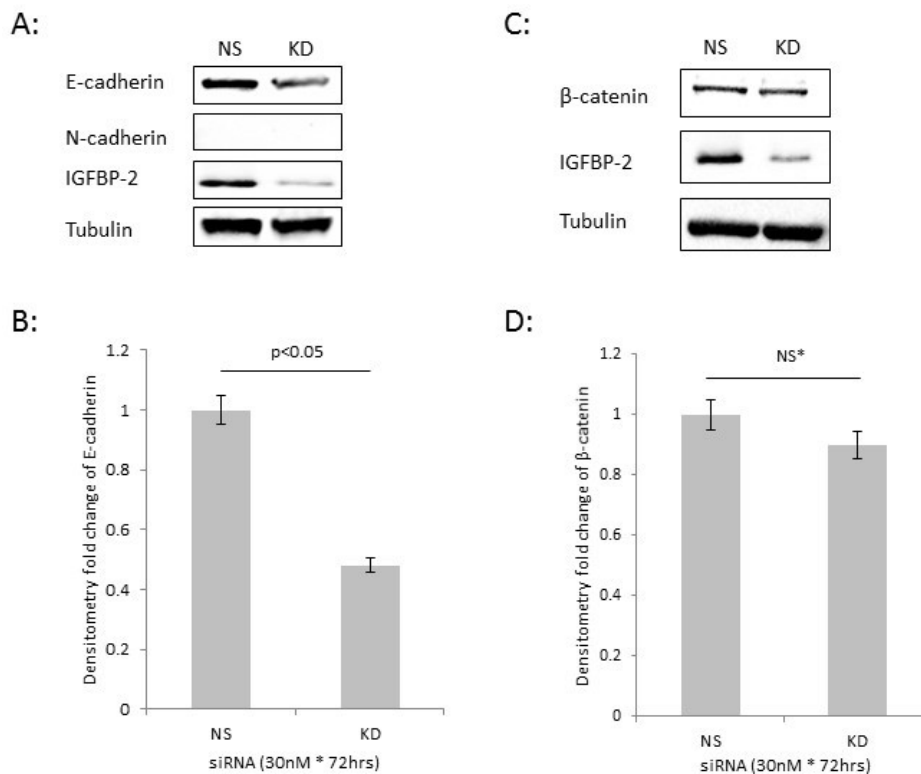 A:
NS KD
E-cadherin
N-cadherin
IGFBP-2
Tubulin
B:
Densitometry fold change of E-cadherin
1.2
1
0.8
0.6
0.4
0.2
0
p<0.05
NS KD
siRNA (30nM * 72hrs)
C:
NS KD
β-catenin
IGFBP-2
Tubulin
D:
Densitometry fold change of β-catenin
1.2
1
0.8
0.6
0.4
0.2
0
NS*
NS KD
siRNA (30nM * 72hrs)